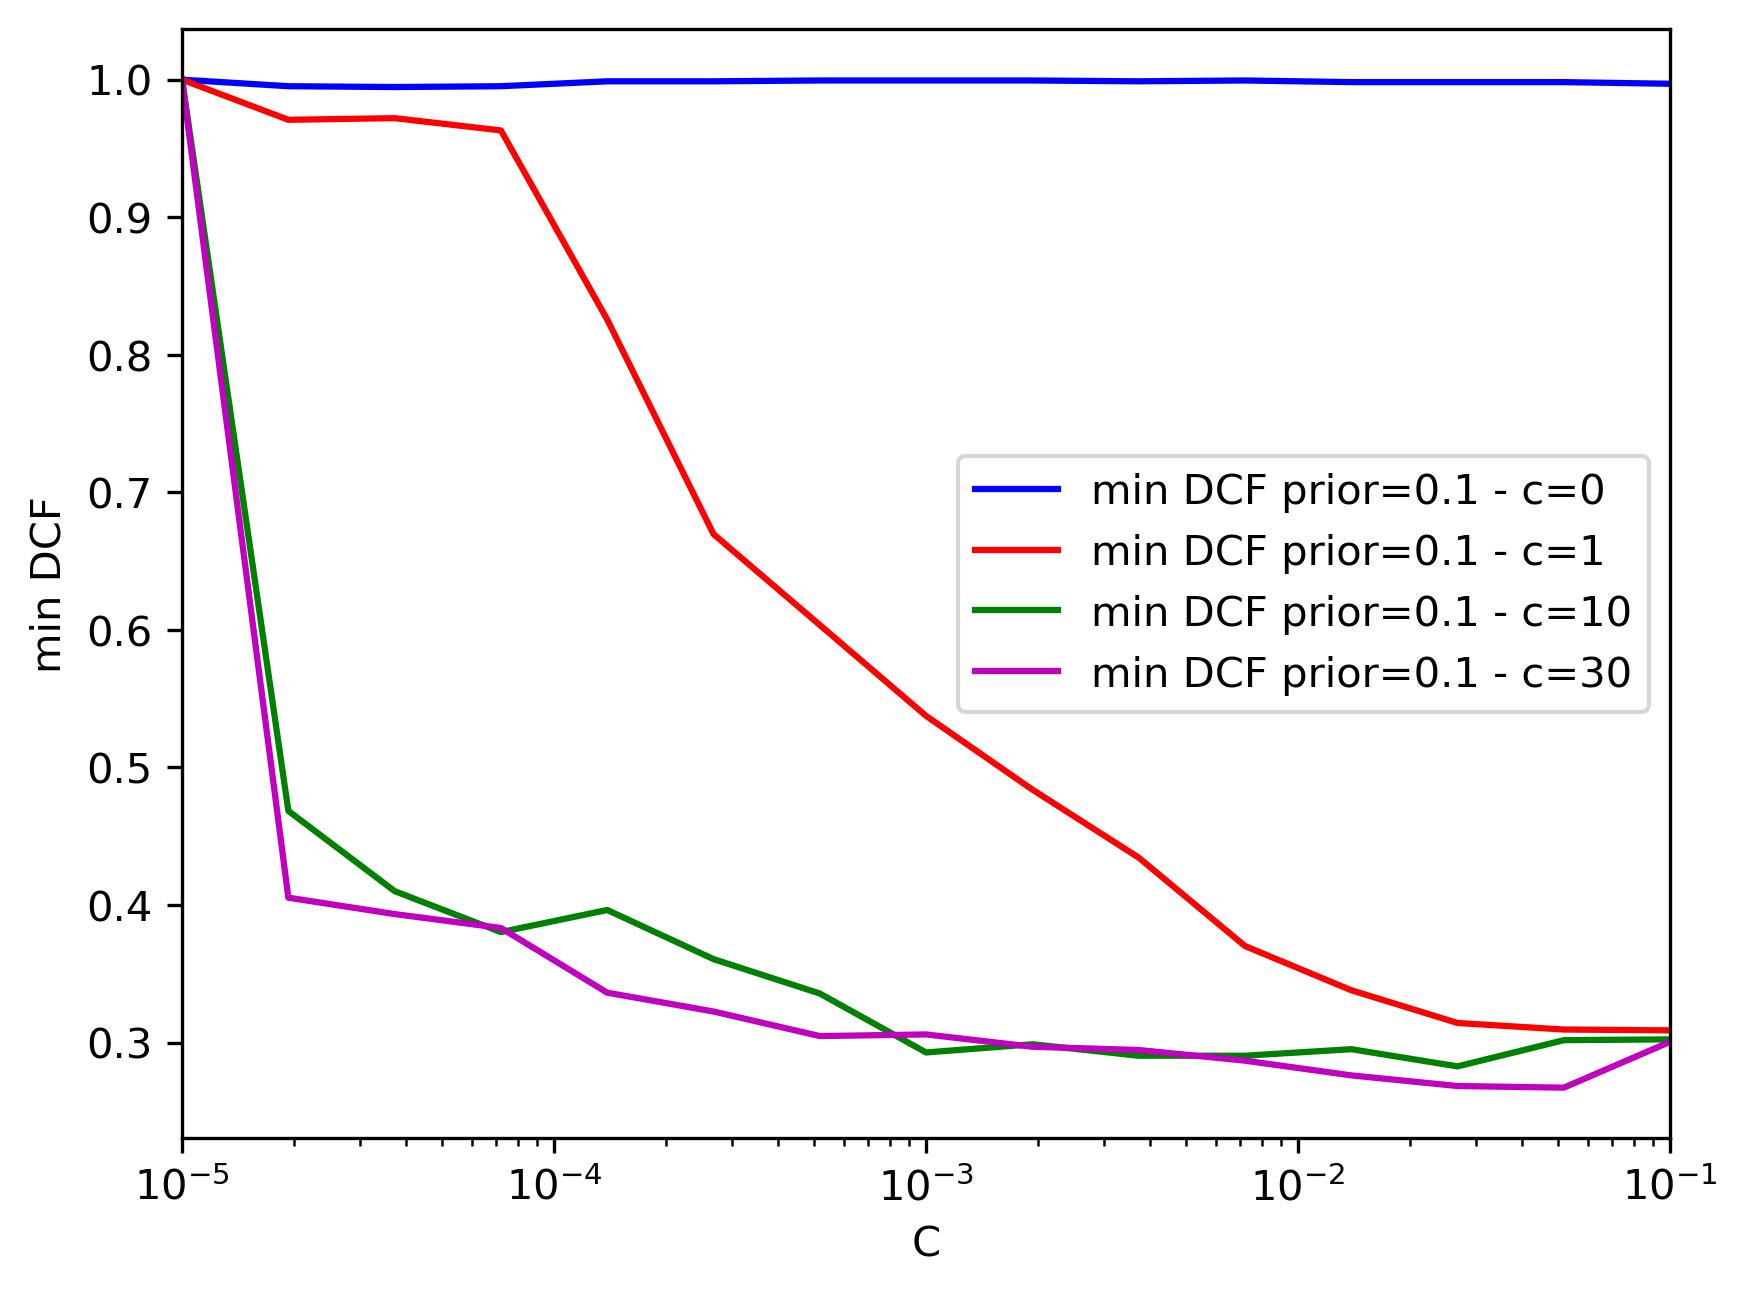 min DCF
1.0
0.9
0.8
0.7
0.6
0.5
0.4
0.3
min DCF prior=0.1 - c=0
min DCF prior=0.1 - c=1
min DCF prior=0.1 - c=10
min DCF prior=0.1 - c=30
10⁻⁵ 10⁻⁴ 10⁻³ 10⁻² 10⁻¹
C